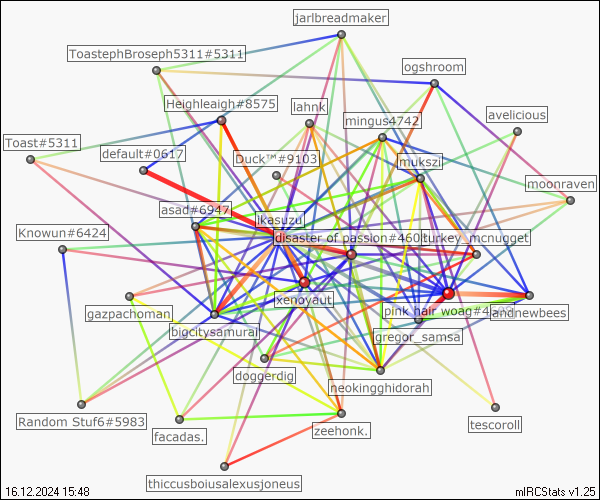 jarlbreadmaker
ToastephBroseph5311#5311
ogshroom
Heighleaigh#8575
lahnk
mingus4742
avelicious
Toast#5311
default#0617
Duck™#9103
mukszi
moonraven
asad#6947
ikasuzu
Knowun#6424
disaster of passion#460
turkey_mcnugget
xenoyaut
gazpachoman
bigcitysamurai
pink hair woag#4
andnewbees
gregor_samsa
doggerdig
neokingghidorah
Random Stuf6#5983
facadas.
zeehonk.
tescoroll
thiccusboiusalexusjoneus
16.12.2024 15:48
mIRCStats v1.25